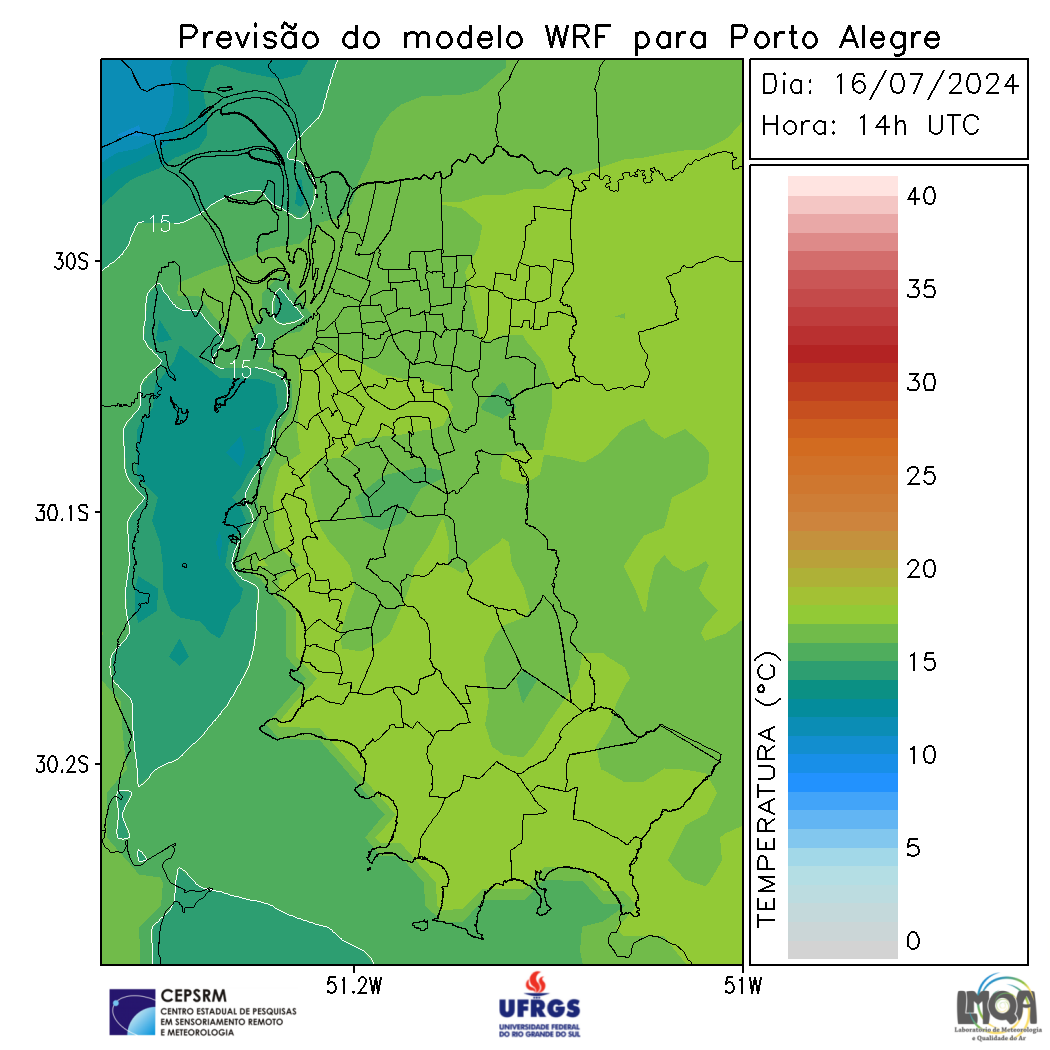 Previsão do modelo WRF para Porto Alegre
Dia: 16/07/2024
Hora: 14h UTC
15
15
30S
30.1S
30.2S
51.2W
51W
TEMPERATURA (°C)
40
35
30
25
20
15
10
5
0
CEPSRM
CENTRO ESTADUAL DE PESQUISAS
EM SENSORIAMENTO REMOTO
E METEOROLOGIA
UFRGS
UNIVERSIDADE FEDERAL
DO RIO GRANDE DO SUL
LMQA
Laboratório de Meteorologia
e Qualidade do Ar